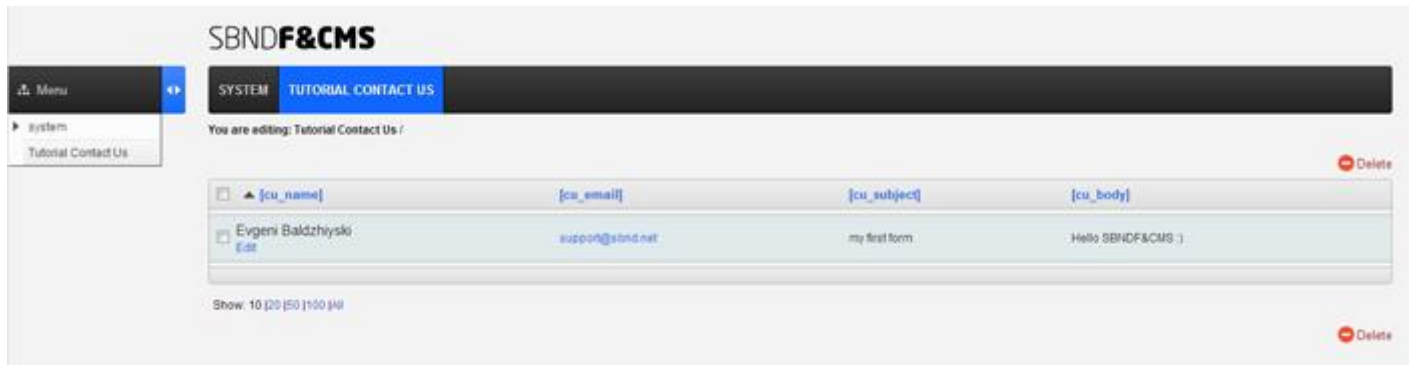 SBNDF&CMS
Menu
SYSTEM TUTORIAL CONTACT US
system
Tutorial Contact Us
You are editing: Tutorial Contact Us /
Delete
[cu_name] [cu_email] [cu_subject] [cu_body]
Evgeni Baldzhiyski support@sbnd.net my first form Hello SBNDF&CMS :)
Edit
Show: 10 |20 |50 |100 |All
Delete